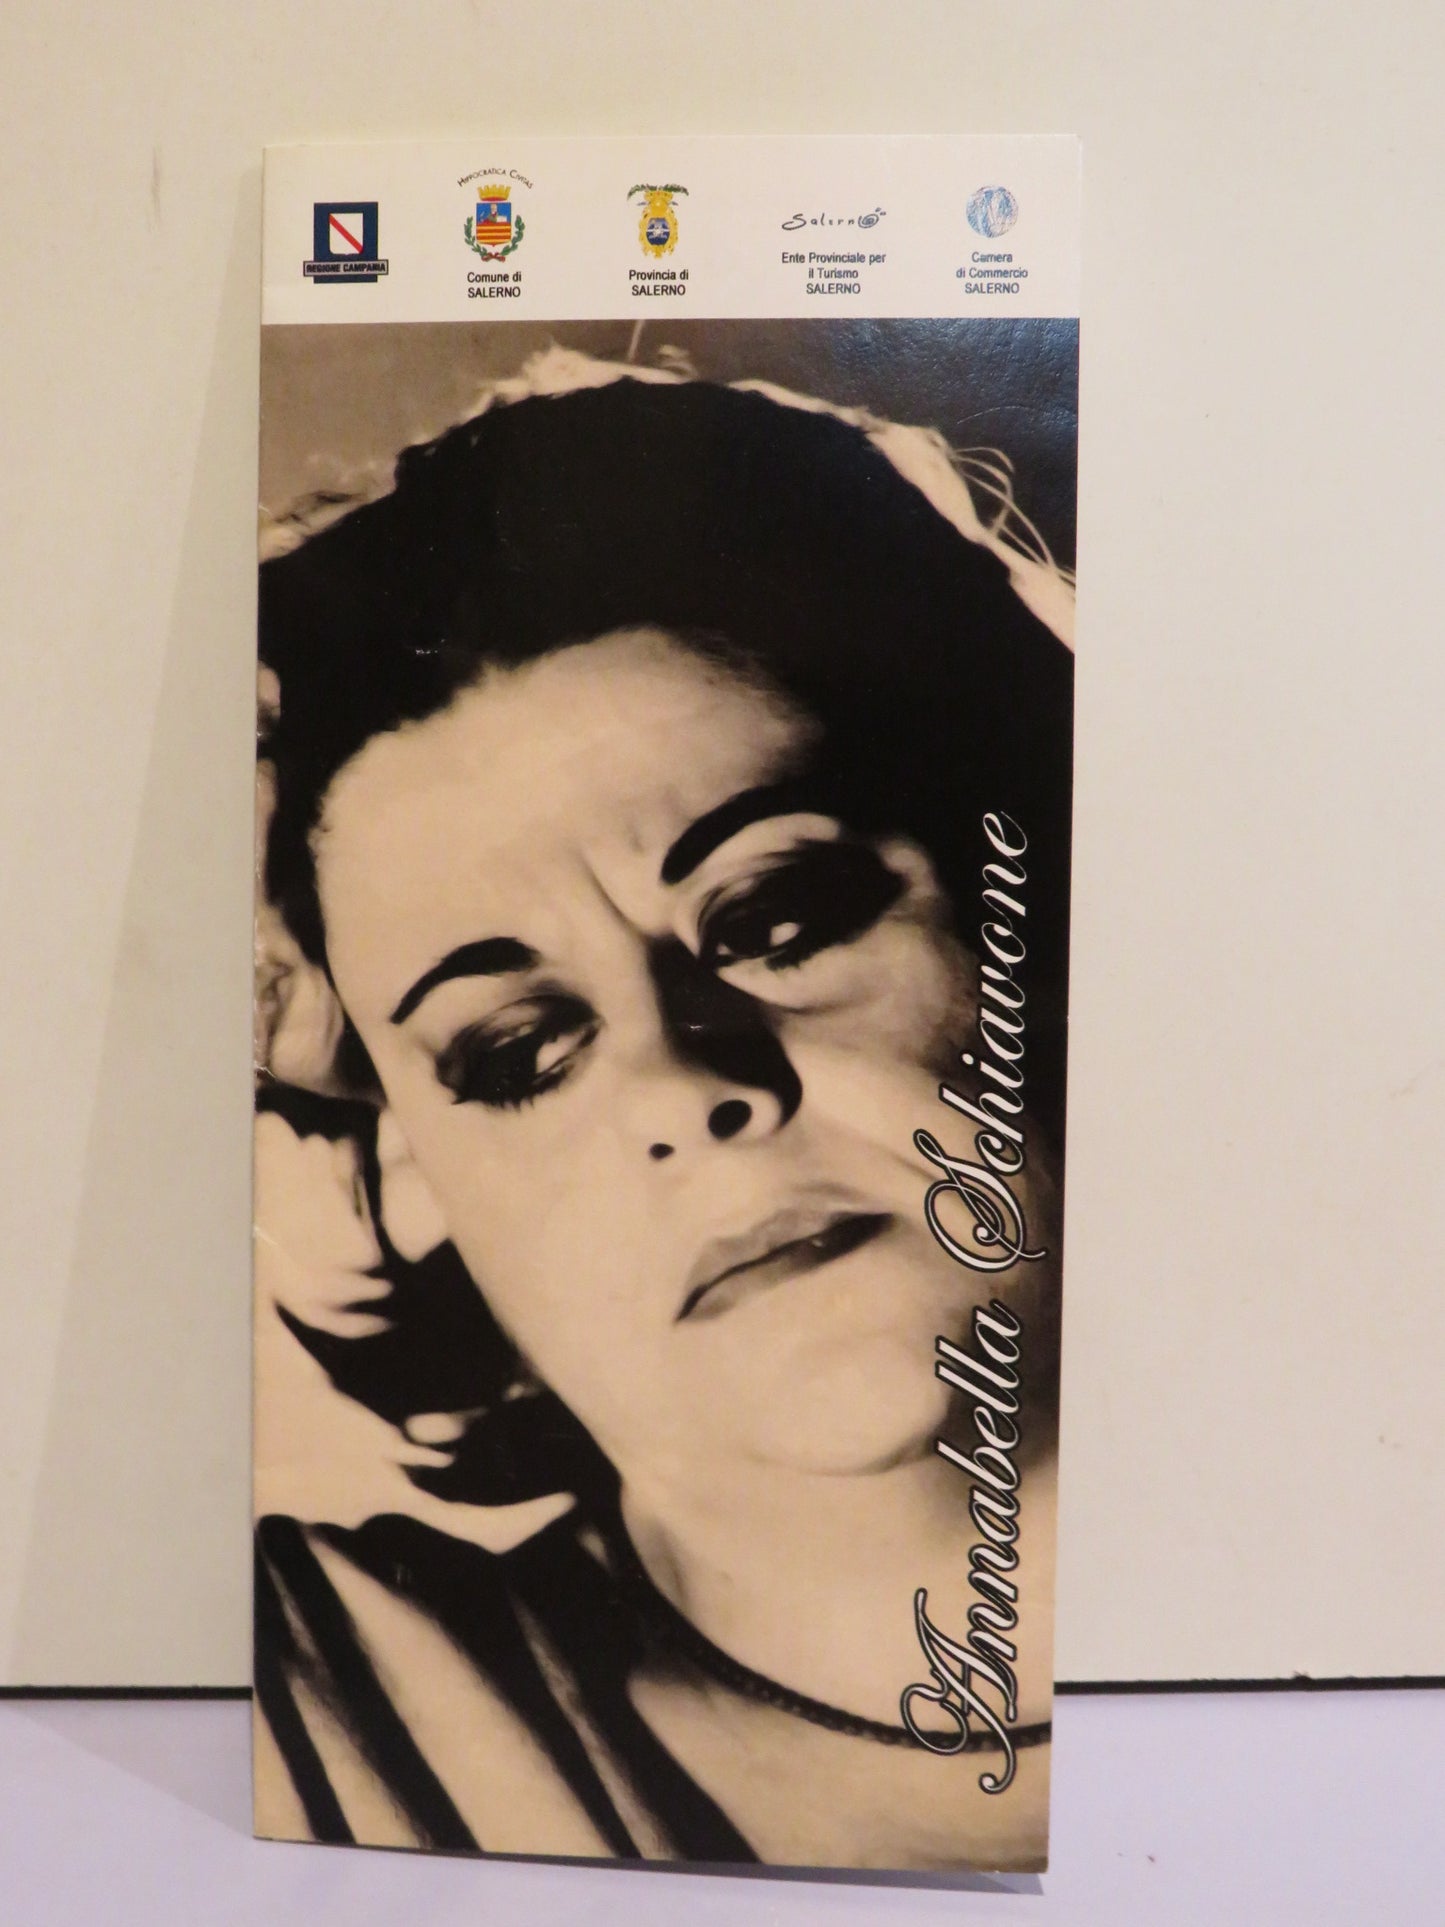 REGIONE CAMPANIA
HIPPOCRATICA CIVITAS
Comune di
SALERNO
Provincia di
SALERNO
Salerno
Ente Provinciale per
il Turismo
SALERNO
Camera
di Commercio
SALERNO
Annabella Schiavone